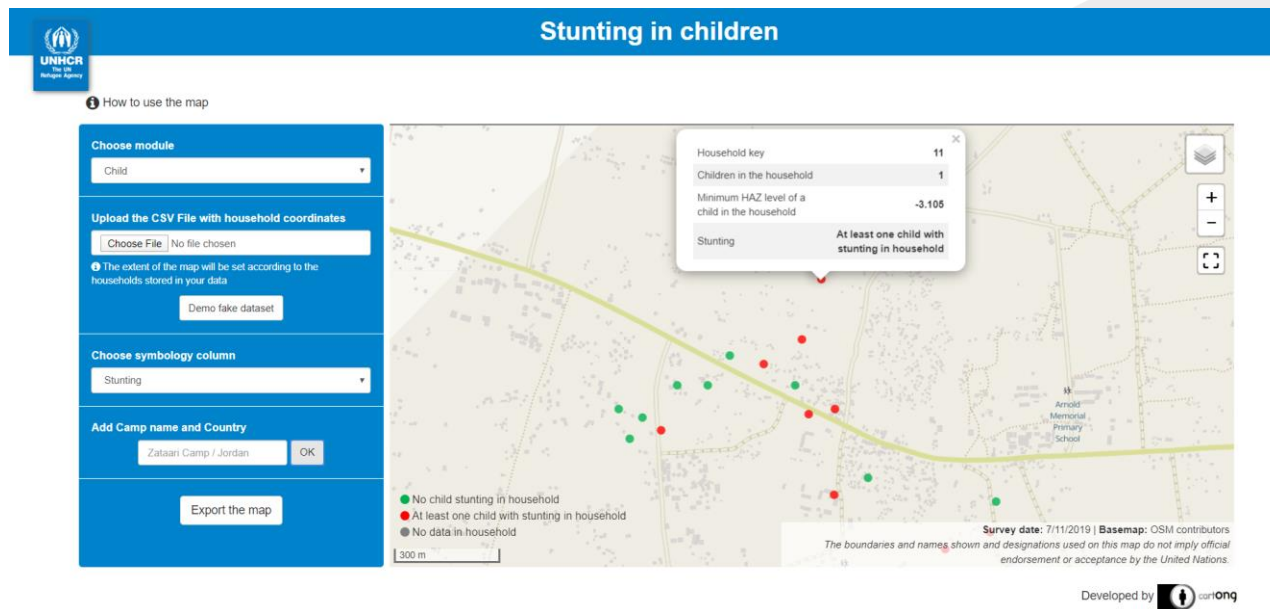 Stunting in children
UNHCR
The UN
Refugee Agency
How to use the map
Choose module
Child
Upload the CSV File with household coordinates
Choose File No file chosen
The extent of the map will be set according to the
households stored in your data
Demo fake dataset
Choose symbology column
Stunting
Add Camp name and Country
Zataari Camp / Jordan OK
Export the map
×
Household key 11
Children in the household 1
Minimum HAZ level of a
child in the household -3.105
Stunting At least one child with
stunting in household
+
−
Arnold
Memorial
Primary
School
No child stunting in household
At least one child with stunting in household
No data in household
300 m
Survey date: 7/11/2019 | Basemap: OSM contributors
The boundaries and names shown and designations used on this map do not imply official
endorsement or acceptance by the United Nations.
Developed by cartONG